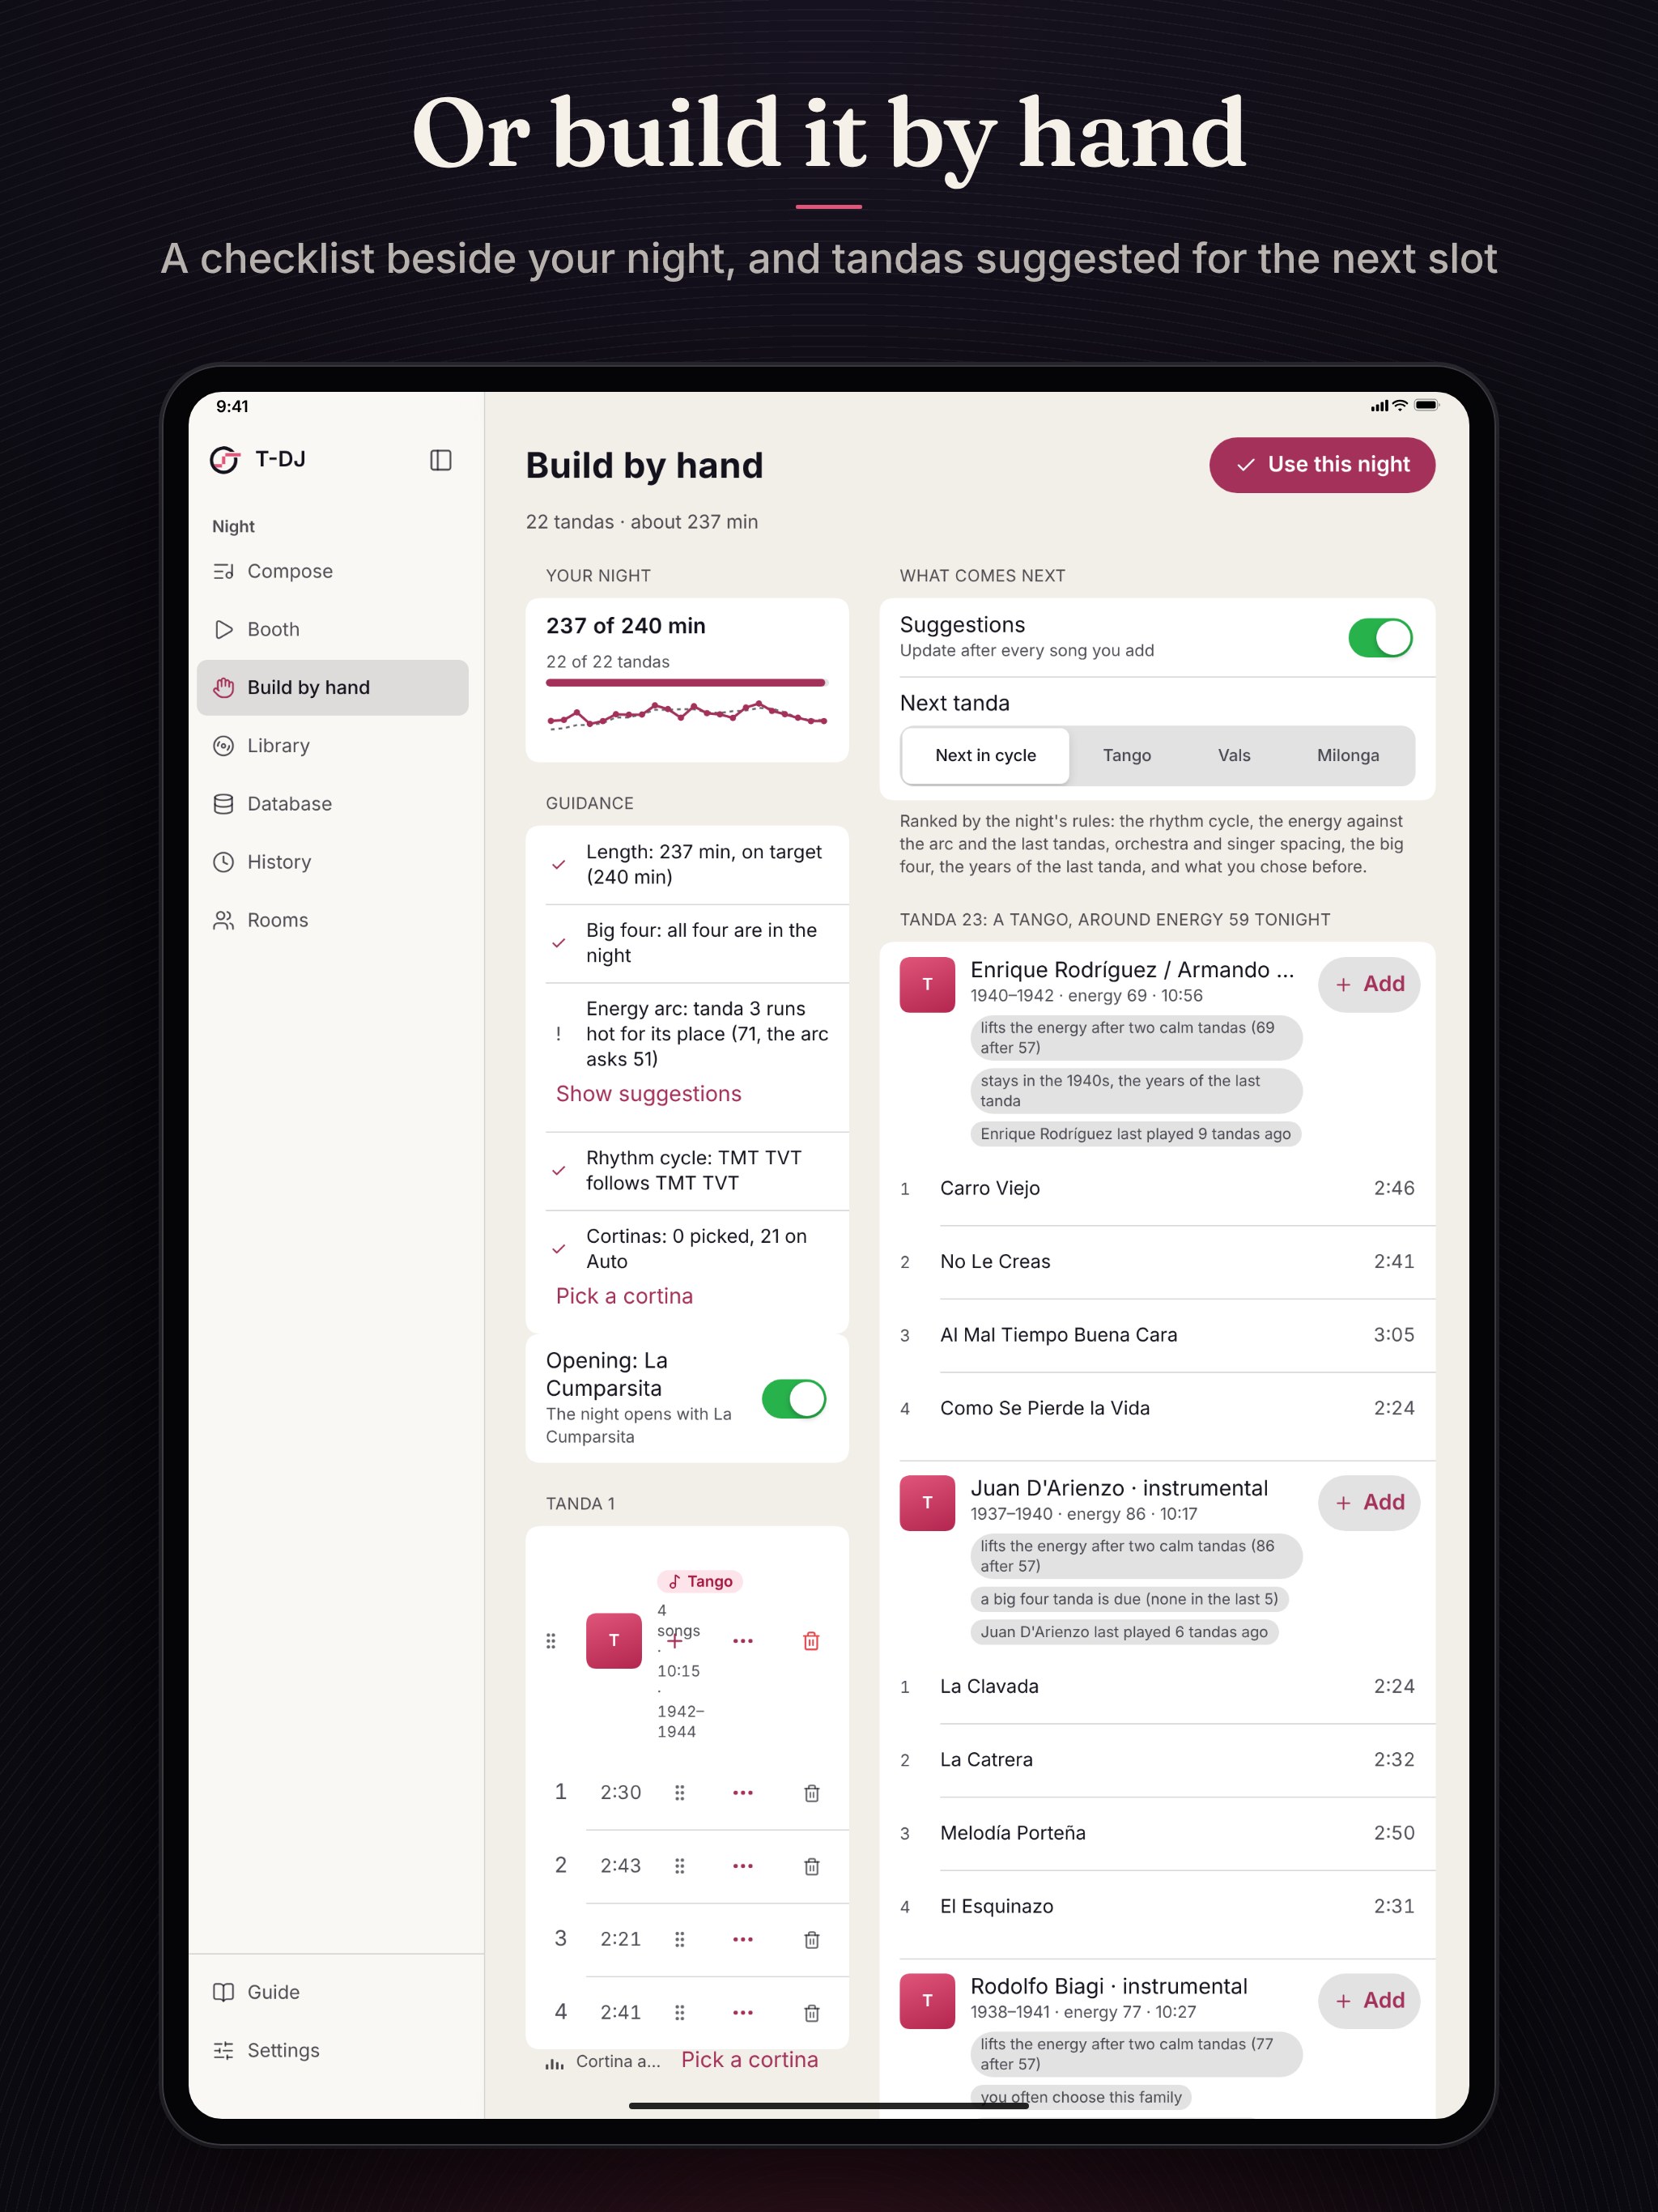 Or build it by hand
A checklist beside your night, and tandas suggested for the next slot
9:41
T-DJ
Night
Compose
Booth
Build by hand
Library
Database
History
Rooms
Guide
Settings
Build by hand
Use this night
22 tandas · about 237 min
YOUR NIGHT
237 of 240 min
22 of 22 tandas
GUIDANCE
Length: 237 min, on target
(240 min)
Big four: all four are in the
night
! Energy arc: tanda 3 runs
hot for its place (71, the arc
asks 51)
Show suggestions
Rhythm cycle: TMT TVT
follows TMT TVT
Cortinas: 0 picked, 21 on
Auto
Pick a cortina
Opening: La
Cumparsita
The night opens with La
Cumparsita
TANDA 1
T
Tango
4
songs
·
10:15
·
1942–
1944
1 2:30
2 2:43
3 2:21
4 2:41
Cortina a... Pick a cortina
WHAT COMES NEXT
Suggestions
Update after every song you add
Next tanda
Next in cycle Tango Vals Milonga
Ranked by the night's rules: the rhythm cycle, the energy against
the arc and the last tandas, orchestra and singer spacing, the big
four, the years of the last tanda, and what you chose before.
TANDA 23: A TANGO, AROUND ENERGY 59 TONIGHT
T
Enrique Rodríguez / Armando ...
+ Add
1940–1942 · energy 69 · 10:56
lifts the energy after two calm tandas (69
after 57)
stays in the 1940s, the years of the last
tanda
Enrique Rodríguez last played 9 tandas ago
1 Carro Viejo 2:46
2 No Le Creas 2:41
3 Al Mal Tiempo Buena Cara 3:05
4 Como Se Pierde la Vida 2:24
T
Juan D'Arienzo · instrumental
+ Add
1937–1940 · energy 86 · 10:17
lifts the energy after two calm tandas (86
after 57)
a big four tanda is due (none in the last 5)
Juan D'Arienzo last played 6 tandas ago
1 La Clavada 2:24
2 La Catrera 2:32
3 Melodía Porteña 2:50
4 El Esquinazo 2:31
T
Rodolfo Biagi · instrumental
+ Add
1938–1941 · energy 77 · 10:27
lifts the energy after two calm tandas (77
after 57)
you often choose this family